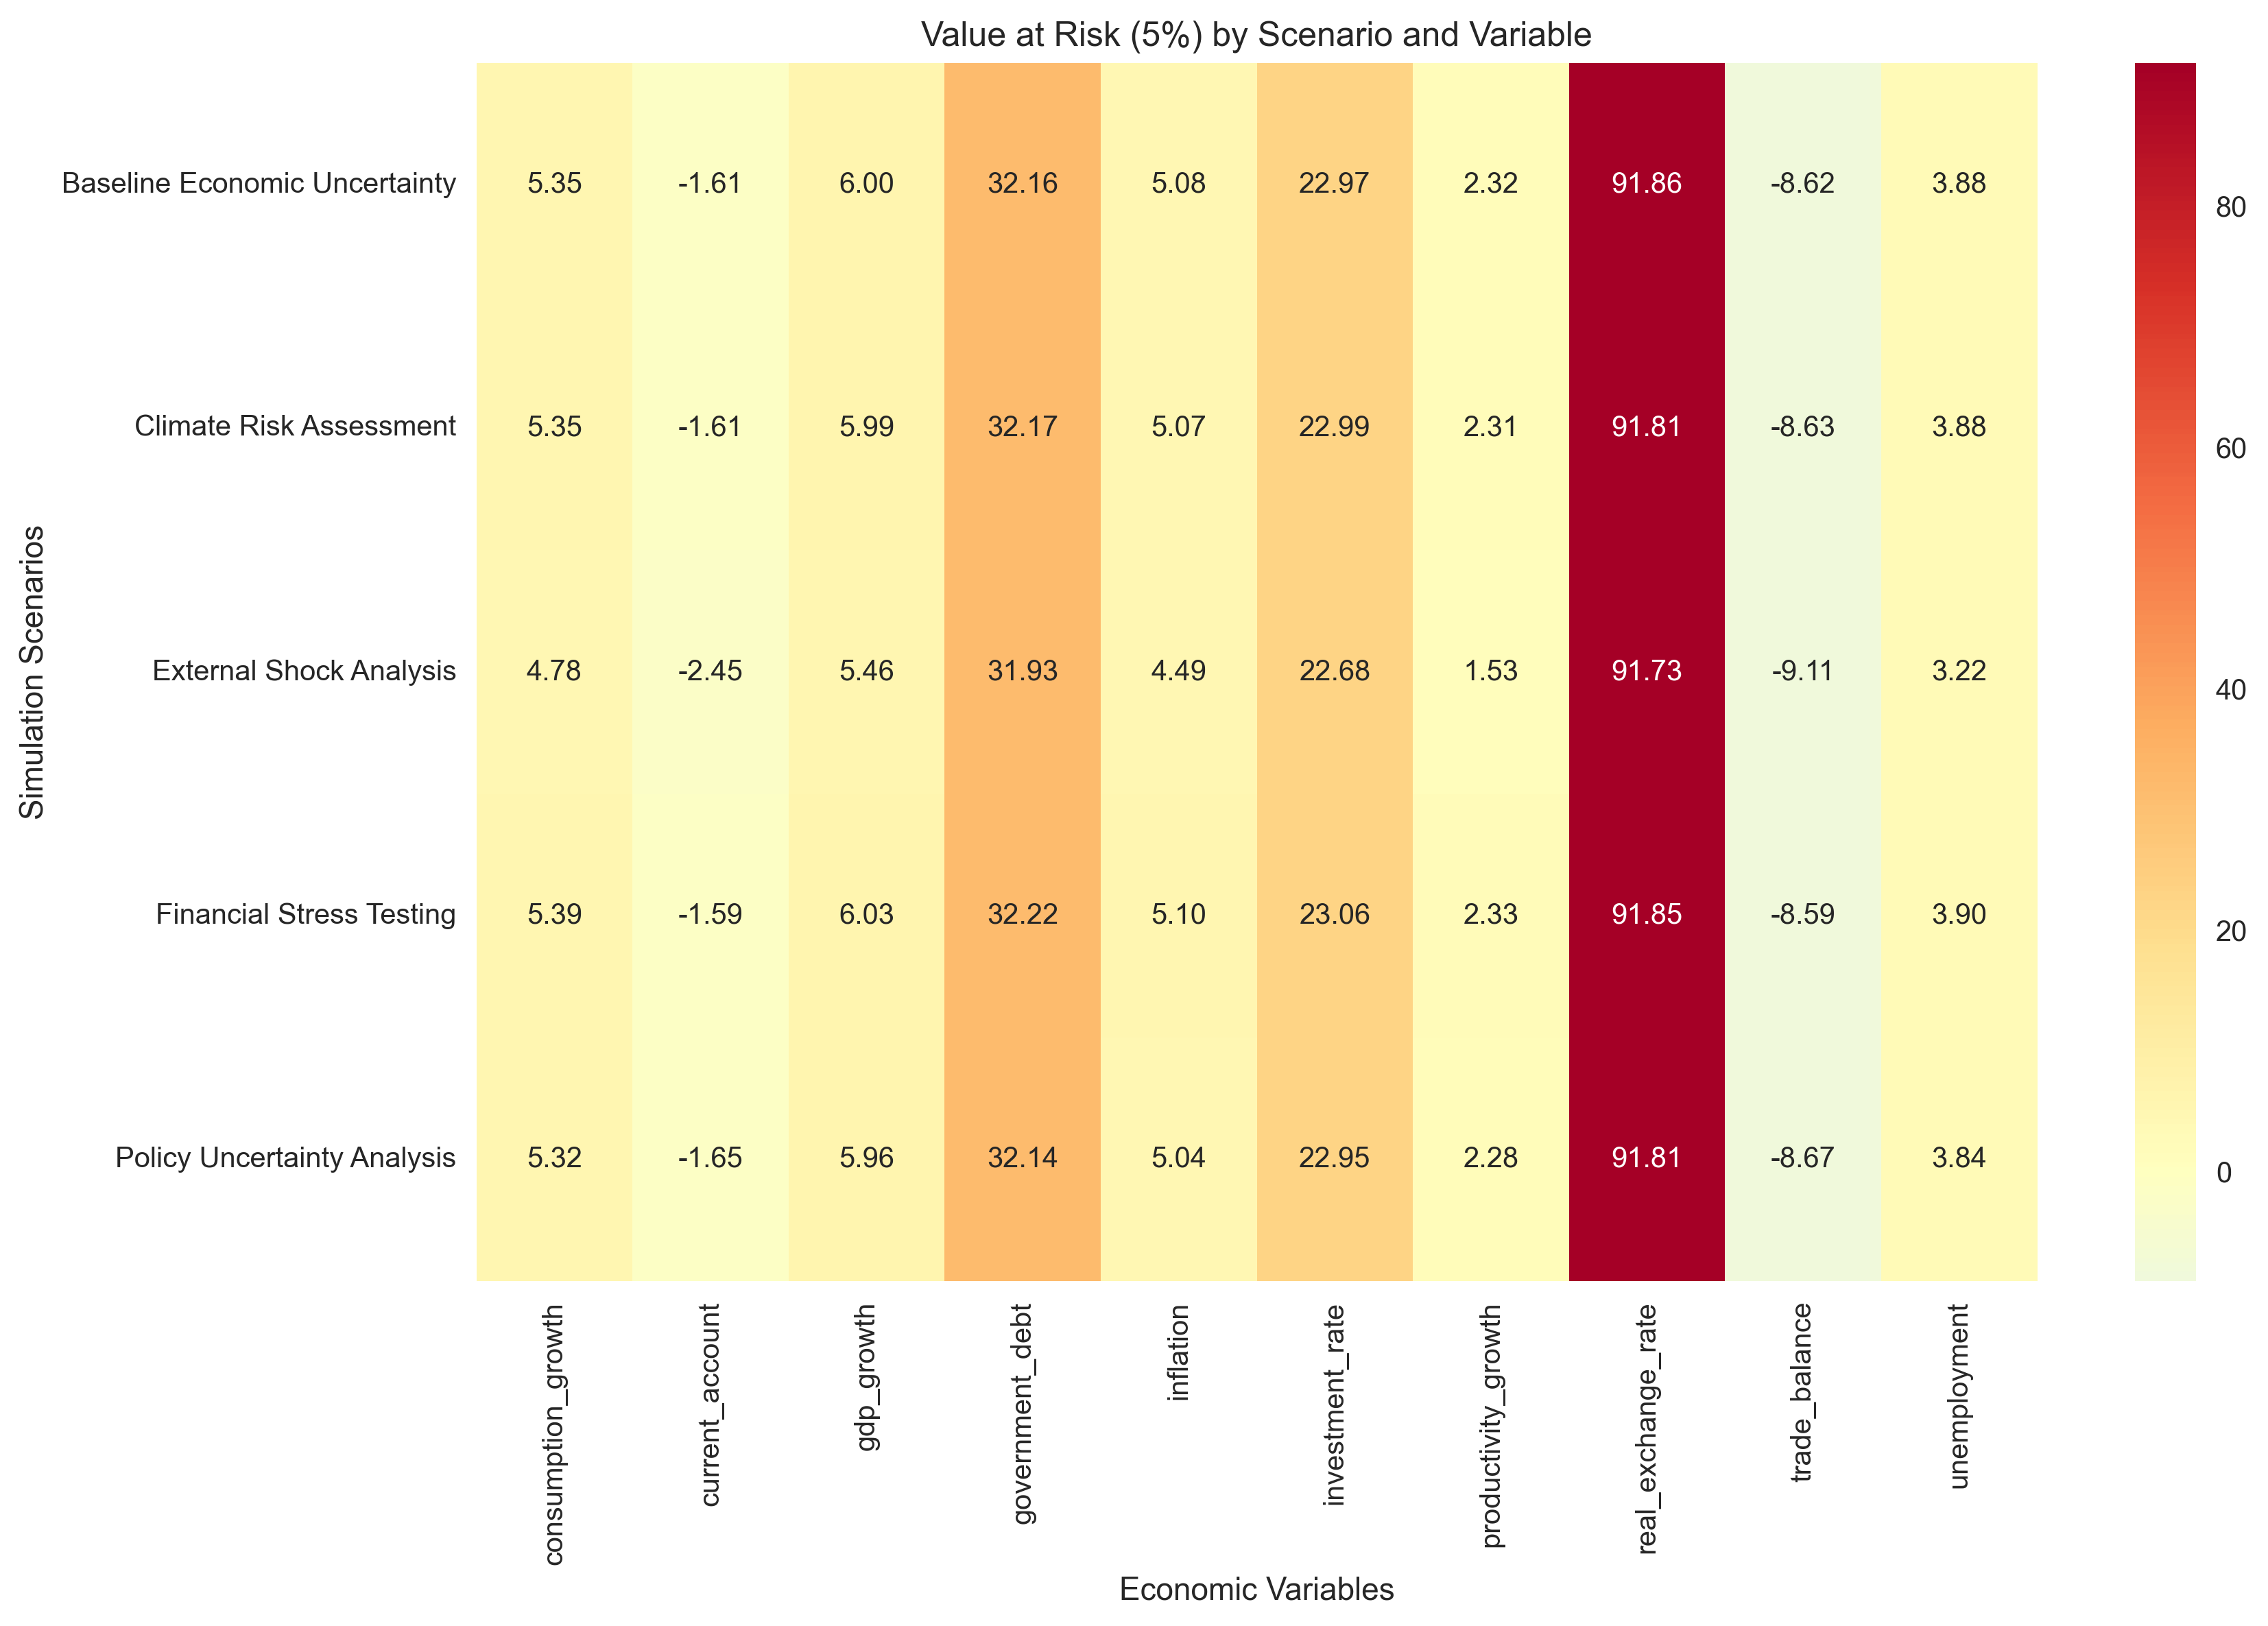 Value at Risk (5%) by Scenario and Variable
Simulation Scenarios
Baseline Economic Uncertainty 5.35 -1.61 6.00 32.16 5.08 22.97 2.32 91.86 -8.62 3.88
Climate Risk Assessment 5.35 -1.61 5.99 32.17 5.07 22.99 2.31 91.81 -8.63 3.88
External Shock Analysis 4.78 -2.45 5.46 31.93 4.49 22.68 1.53 91.73 -9.11 3.22
Financial Stress Testing 5.39 -1.59 6.03 32.22 5.10 23.06 2.33 91.85 -8.59 3.90
Policy Uncertainty Analysis 5.32 -1.65 5.96 32.14 5.04 22.95 2.28 91.81 -8.67 3.84
consumption_growth
current_account
gdp_growth
government_debt
inflation
investment_rate
productivity_growth
real_exchange_rate
trade_balance
unemployment
Economic Variables
80
60
40
20
0